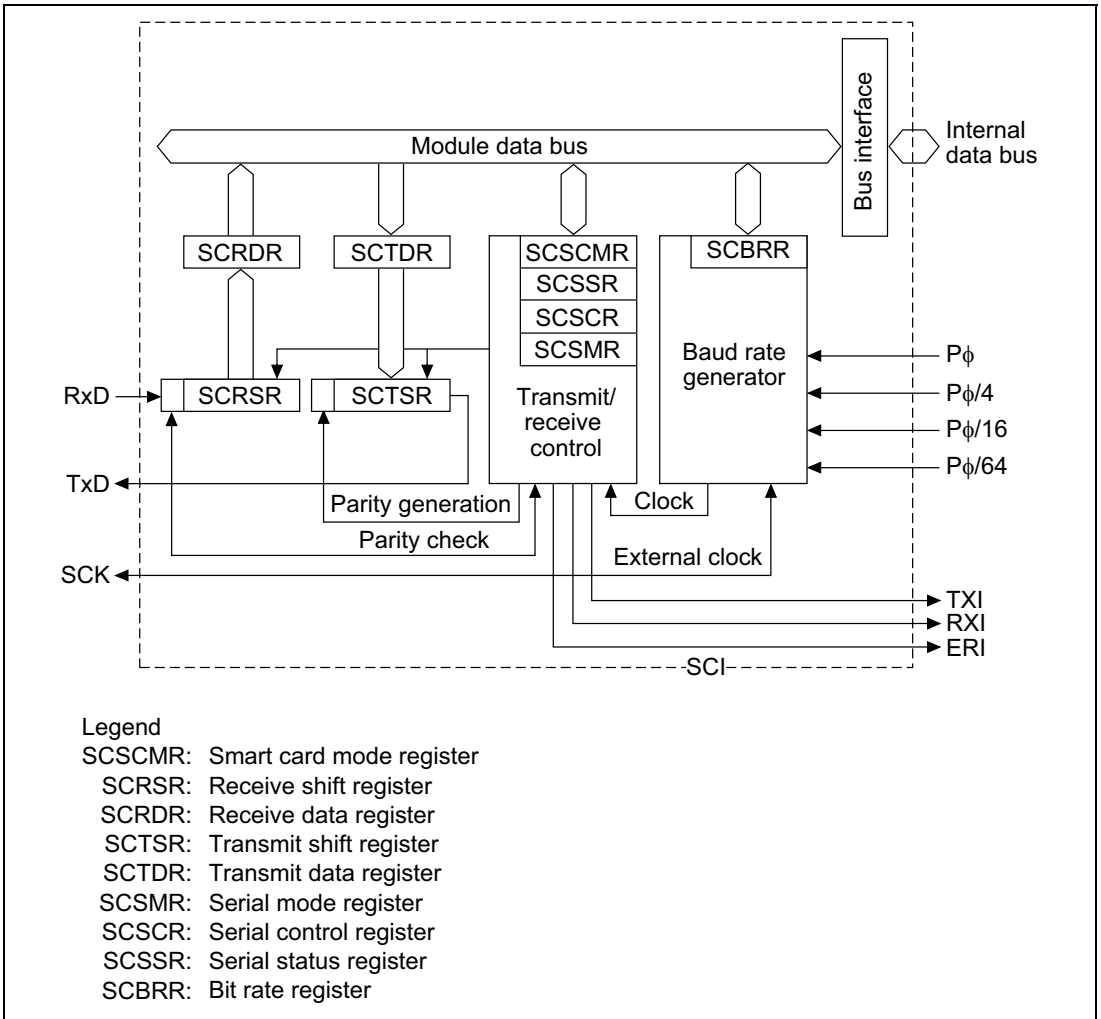 Module data bus
Bus interface
Internal
data bus
SCRDR
SCTDR
SCSCMR
SCSSR
SCSCR
SCSMR
SCBRR
Baud rate
generator
Pϕ
Pϕ/4
Pϕ/16
Pϕ/64
RxD
SCRSR
SCTSR
Transmit/
receive
control
TxD
Parity generation
Clock
Parity check
External clock
SCK
TXI
RXI
ERI
SCI
Legend
SCSCMR: Smart card mode register
SCRSR: Receive shift register
SCRDR: Receive data register
SCTSR: Transmit shift register
SCTDR: Transmit data register
SCSMR: Serial mode register
SCSCR: Serial control register
SCSSR: Serial status register
SCBRR: Bit rate register